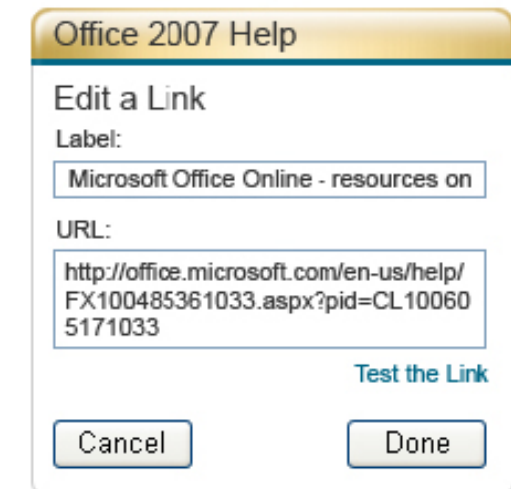 Office 2007 Help
Edit a Link
Label:
Microsoft Office Online - resources on
URL:
http://office.microsoft.com/en-us/help/
FX100485361033.aspx?pid=CL10060
5171033
Test the Link
Cancel Done